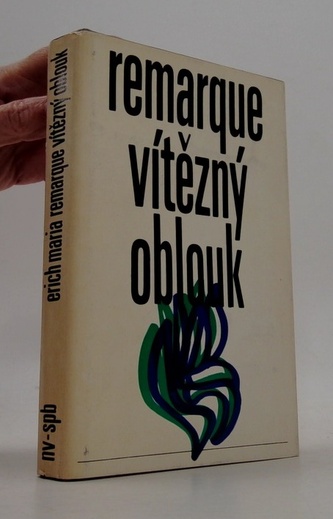 remarque
vítězný
oblouk
erich maria remarque vítězný oblouk
nv-spb